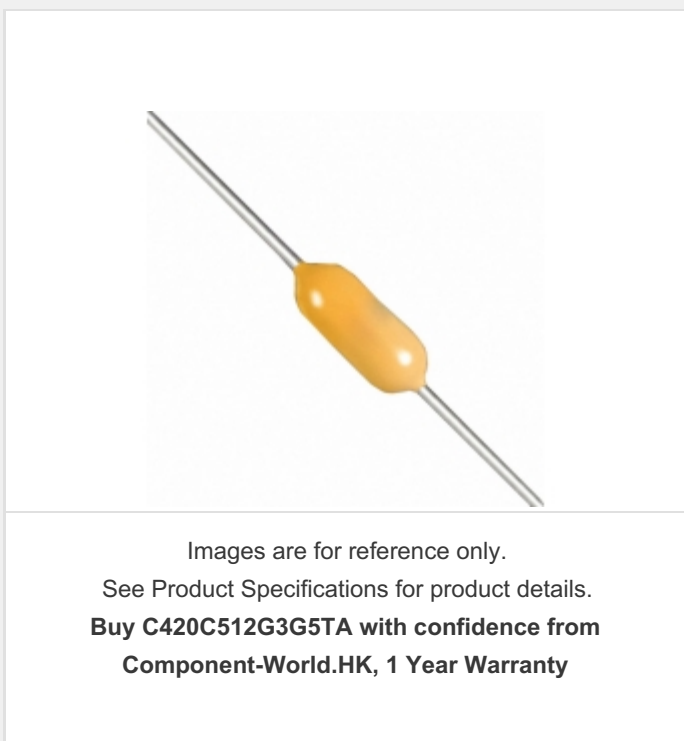 Images are for reference only.
See Product Specifications for product details.
Buy C420C512G3G5TA with confidence from
Component-World.HK, 1 Year Warranty